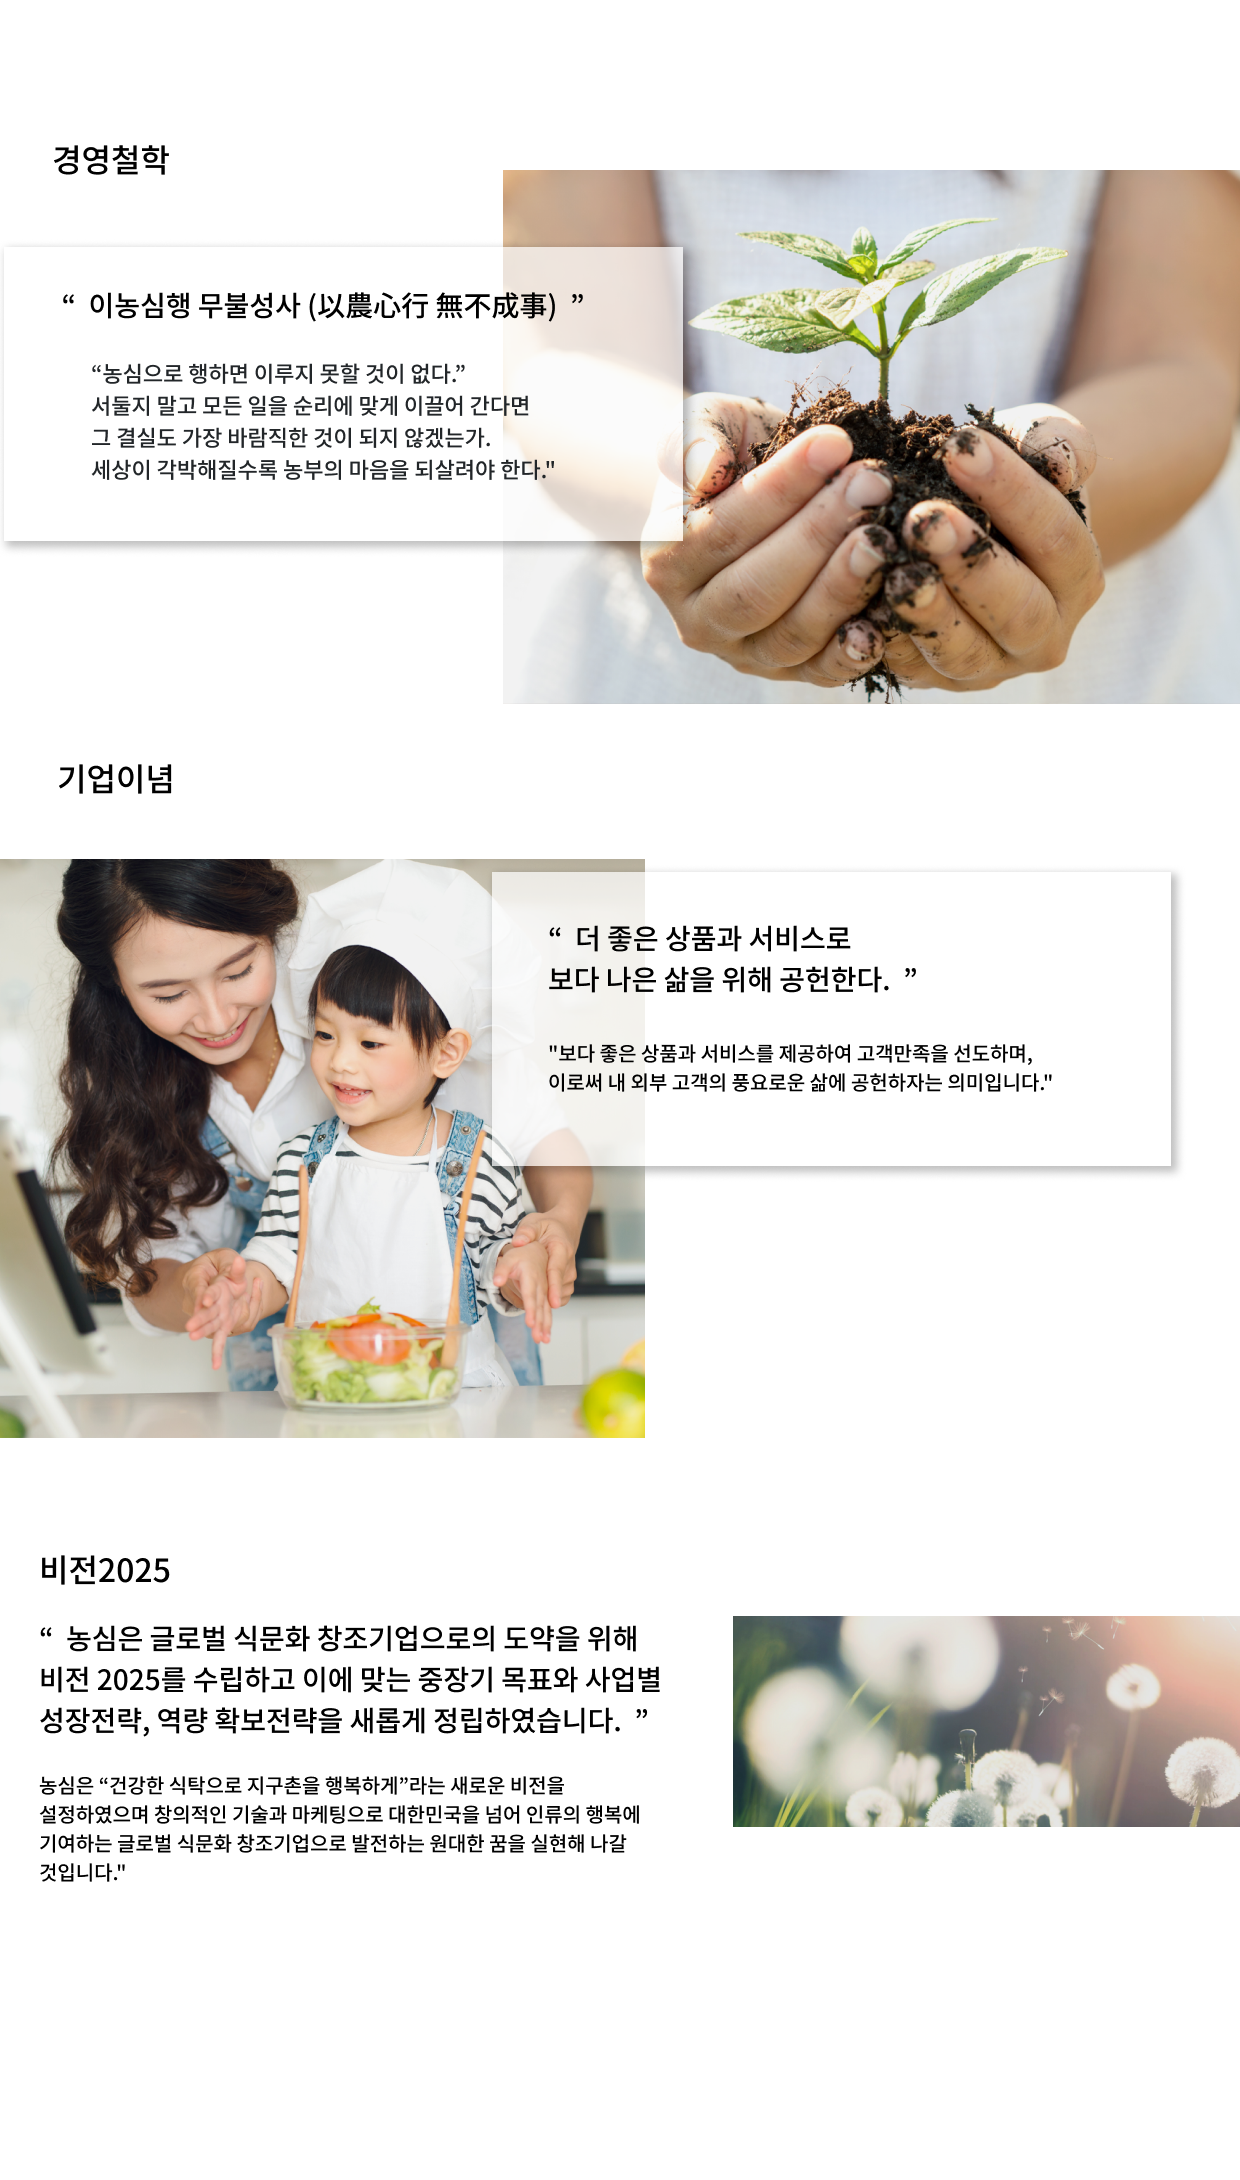 경영철학
“ 이농심행 무불성사 (以農心行 無不成事) ”
“농심으로 행하면 이루지 못할 것이 없다.”
서둘지 말고 모든 일을 순리에 맞게 이끌어 간다면
그 결실도 가장 바람직한 것이 되지 않겠는가.
세상이 각박해질수록 농부의 마음을 되살려야 한다."
기업이념
“ 더 좋은 상품과 서비스로
보다 나은 삶을 위해 공헌한다. ”
"보다 좋은 상품과 서비스를 제공하여 고객만족을 선도하며,
이로써 내 외부 고객의 풍요로운 삶에 공헌하자는 의미입니다."
비전2025
“ 농심은 글로벌 식문화 창조기업으로의 도약을 위해
비전 2025를 수립하고 이에 맞는 중장기 목표와 사업별
성장전략, 역량 확보전략을 새롭게 정립하였습니다. ”
농심은 “건강한 식탁으로 지구촌을 행복하게”라는 새로운 비전을
설정하였으며 창의적인 기술과 마케팅으로 대한민국을 넘어 인류의 행복에
기여하는 글로벌 식문화 창조기업으로 발전하는 원대한 꿈을 실현해 나갈
것입니다."